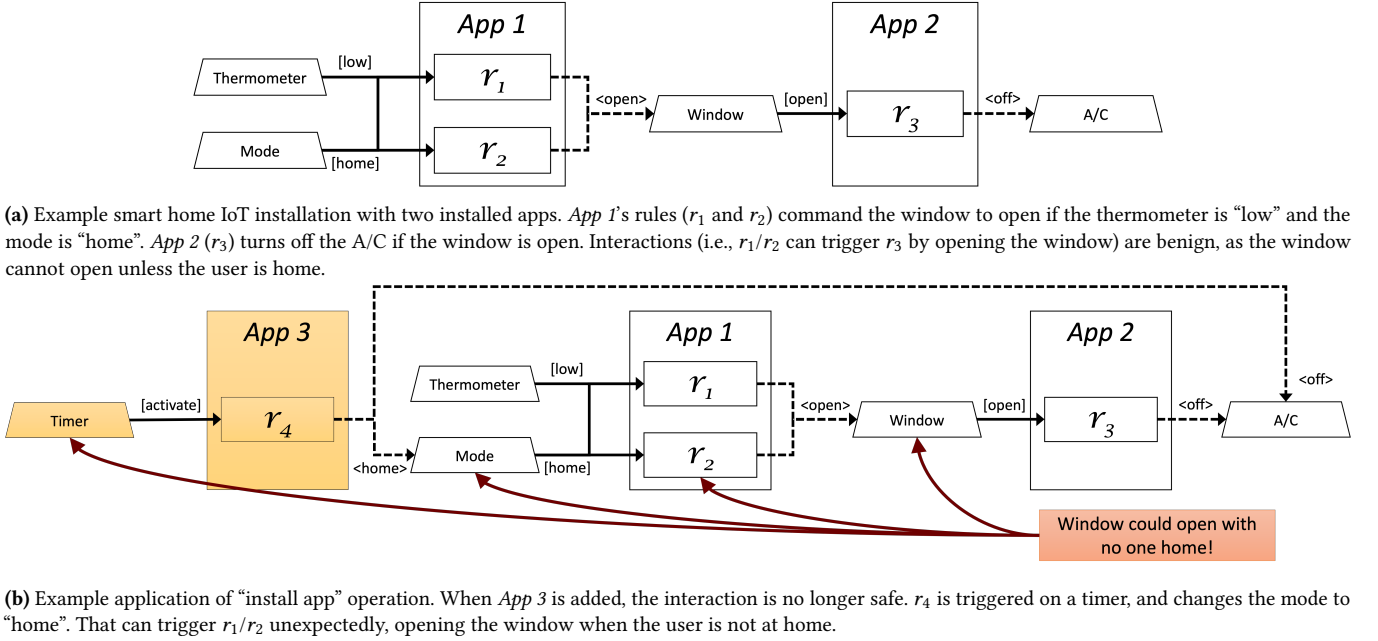 App 1
App 2
[low]
Thermometer
r1
<open>
[open]
<off>
Window
r3
A/C
Mode
[home]
r2
(a) Example smart home IoT installation with two installed apps. App 1's rules (r1 and r2) command the window to open if the thermometer is “low” and the
mode is “home”. App 2 (r3) turns off the A/C if the window is open. Interactions (i.e., r1/r2 can trigger r3 by opening the window) are benign, as the window
cannot open unless the user is home.
App 3
App 1
App 2
[low]
Thermometer
r1
<off>
[activate]
<open>
[open]
<off>
Timer
r4
Window
r3
A/C
Mode
r2
<home>
[home]
Window could open with
no one home!
(b) Example application of “install app” operation. When App 3 is added, the interaction is no longer safe. r4 is triggered on a timer, and changes the mode to
“home”. That can trigger r1/r2 unexpectedly, opening the window when the user is not at home.